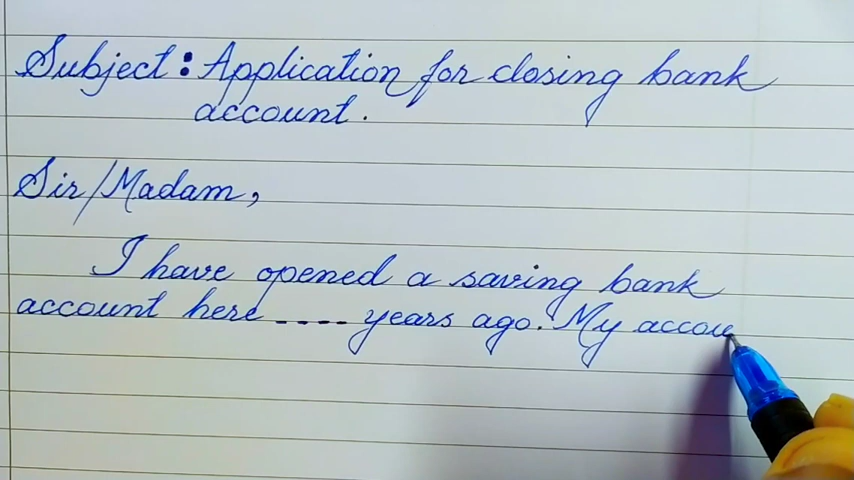 Subject: Application for closing bank
account.
Sir/Madam,
I have opened a saving bank
account here .... years ago. My accou